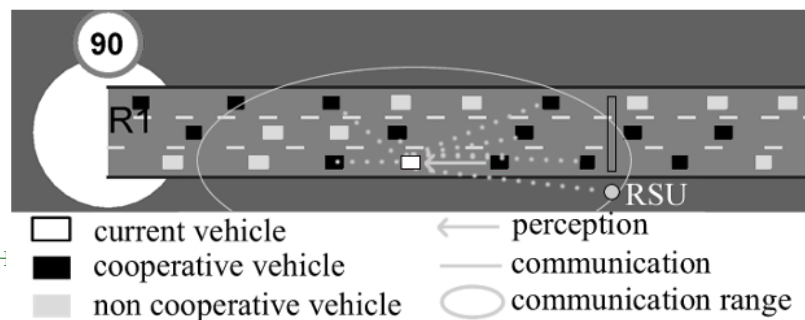 90
R1
RSU
current vehicle
perception
cooperative vehicle
communication
non cooperative vehicle
communication range